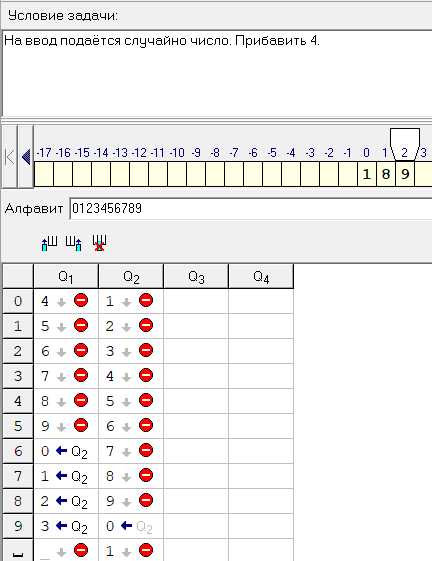 Условие задачи:
На ввод подаётся случайно число. Прибавить 4.
-17 -16 -15 -14 -13 -12 -11 -10 -9 -8 -7 -6 -5 -4 -3 -2 -1 0 1 2 3
1 8 9
Алфавит 0123456789
Ш Ш Ш
Q1 Q2 Q3 Q4
0 4 1
1 5 2
2 6 3
3 7 4
4 8 5
5 9 6
6 0 ← Q2 7
7 1 ← Q2 8
8 2 ← Q2 9
9 3 ← Q2 0 ← Q2
␣ _ 1